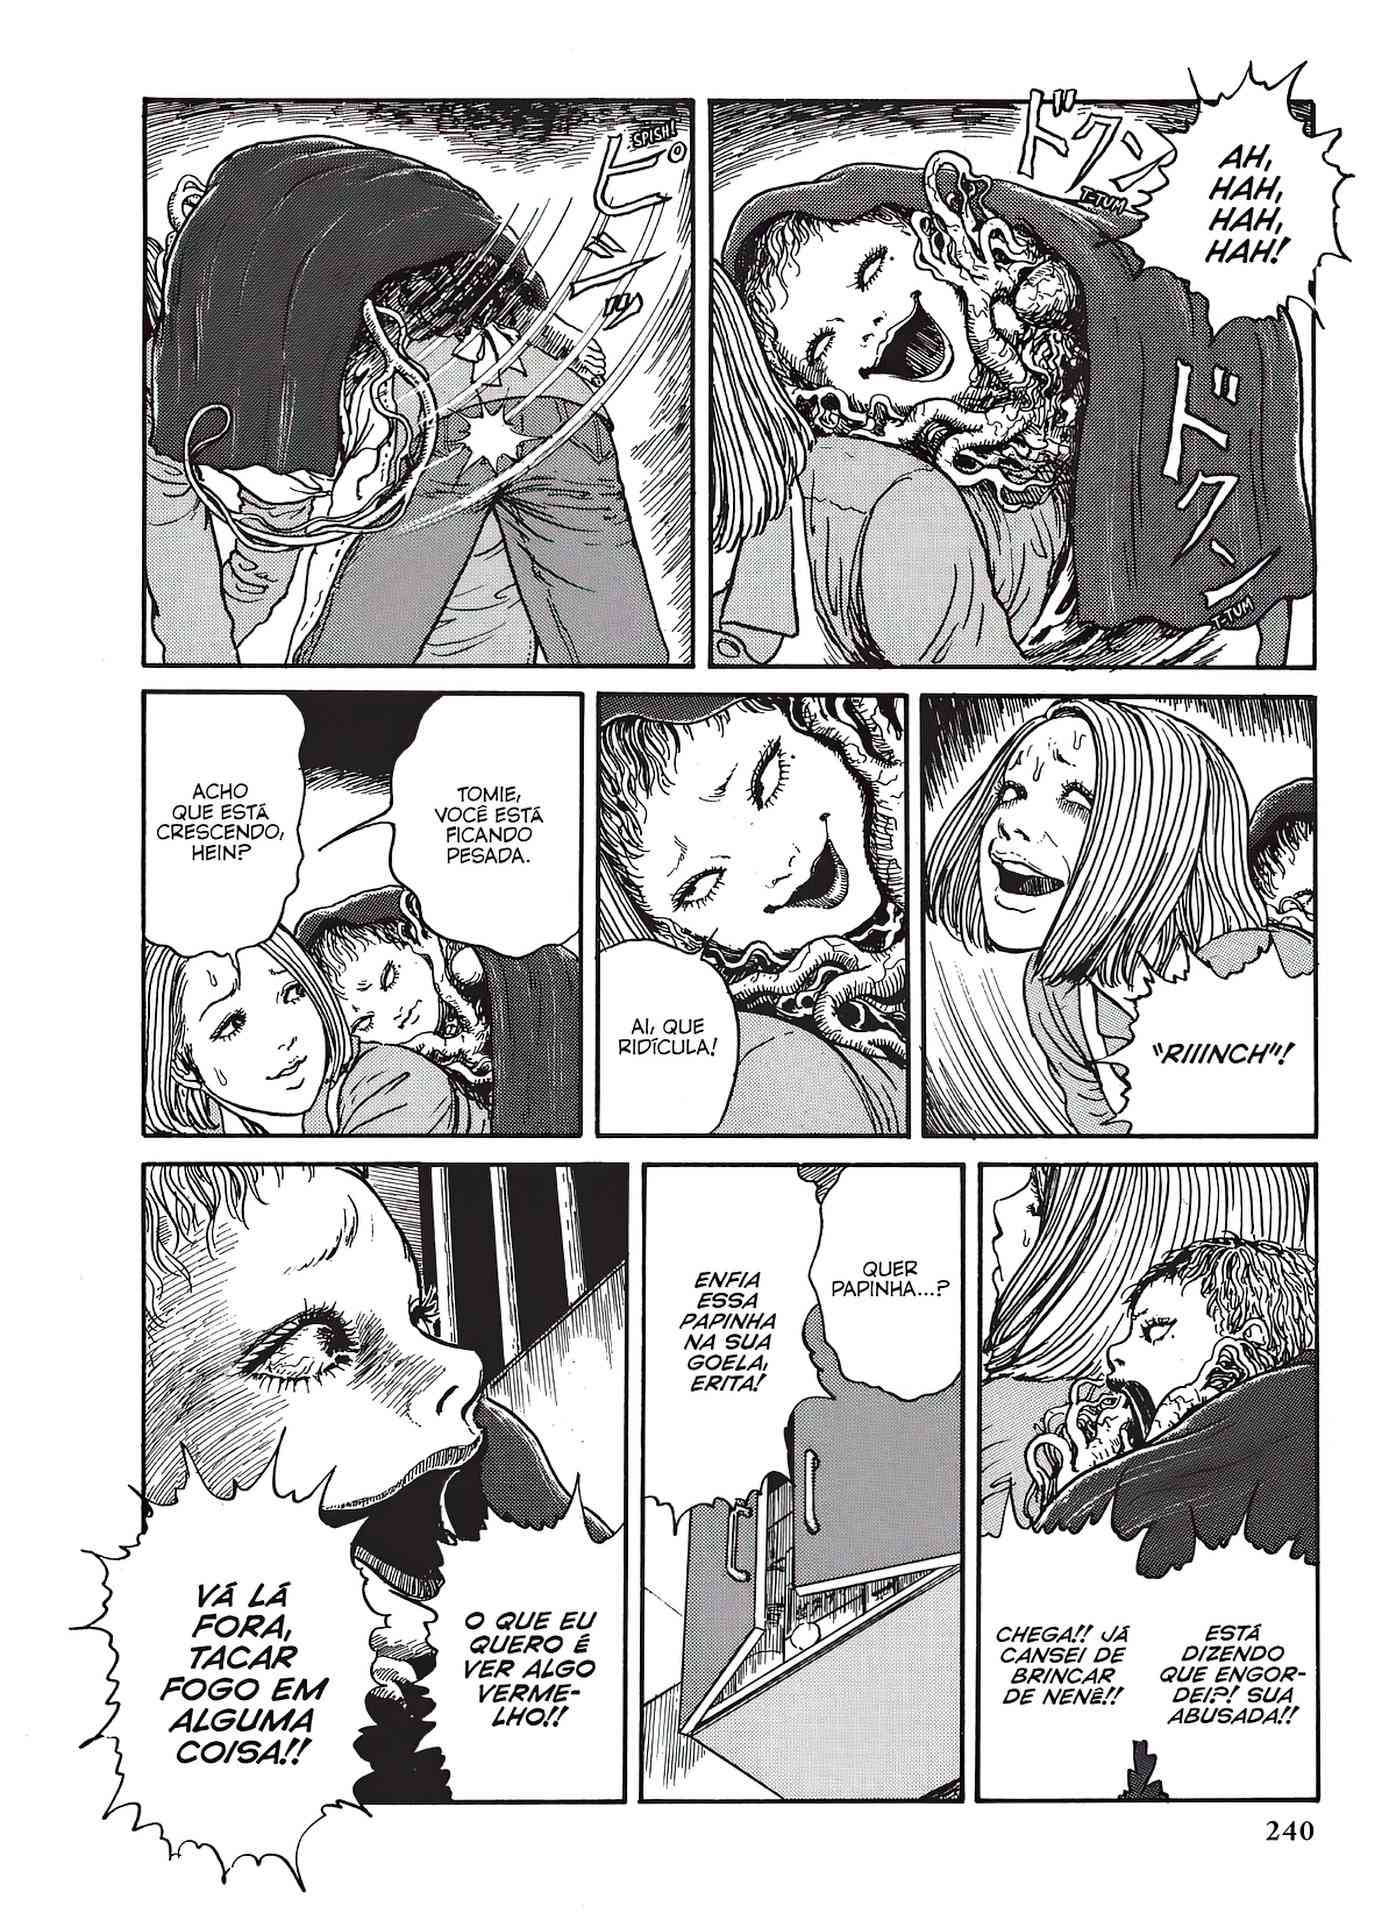 AH,
HAH,
HAH,
HAH!
ドクン
T-TUM
ドクン
T-TUM
SPISH!
ピシッ
"RIIINCH"!
AI, QUE
RIDÍCULA!
TOMIE,
VOCÊ ESTÁ
FICANDO
PESADA.
ACHO
QUE ESTÁ
CRESCENDO,
HEIN?
ESTÁ
DIZENDO
QUE ENGOR-
DEI?! SUA
ABUSADA!!
CHEGA!! JÁ
CANSEI DE
BRINCAR
DE NENÊ!!
QUER
PAPINHA...?
ENFIA
ESSA
PAPINHA
NA SUA
GOELA,
ERITA!
O QUE EU
QUERO É
VER ALGO
VERME-
LHO!!
VÁ LÁ
FORA,
TACAR
FOGO EM
ALGUMA
COISA!!
240